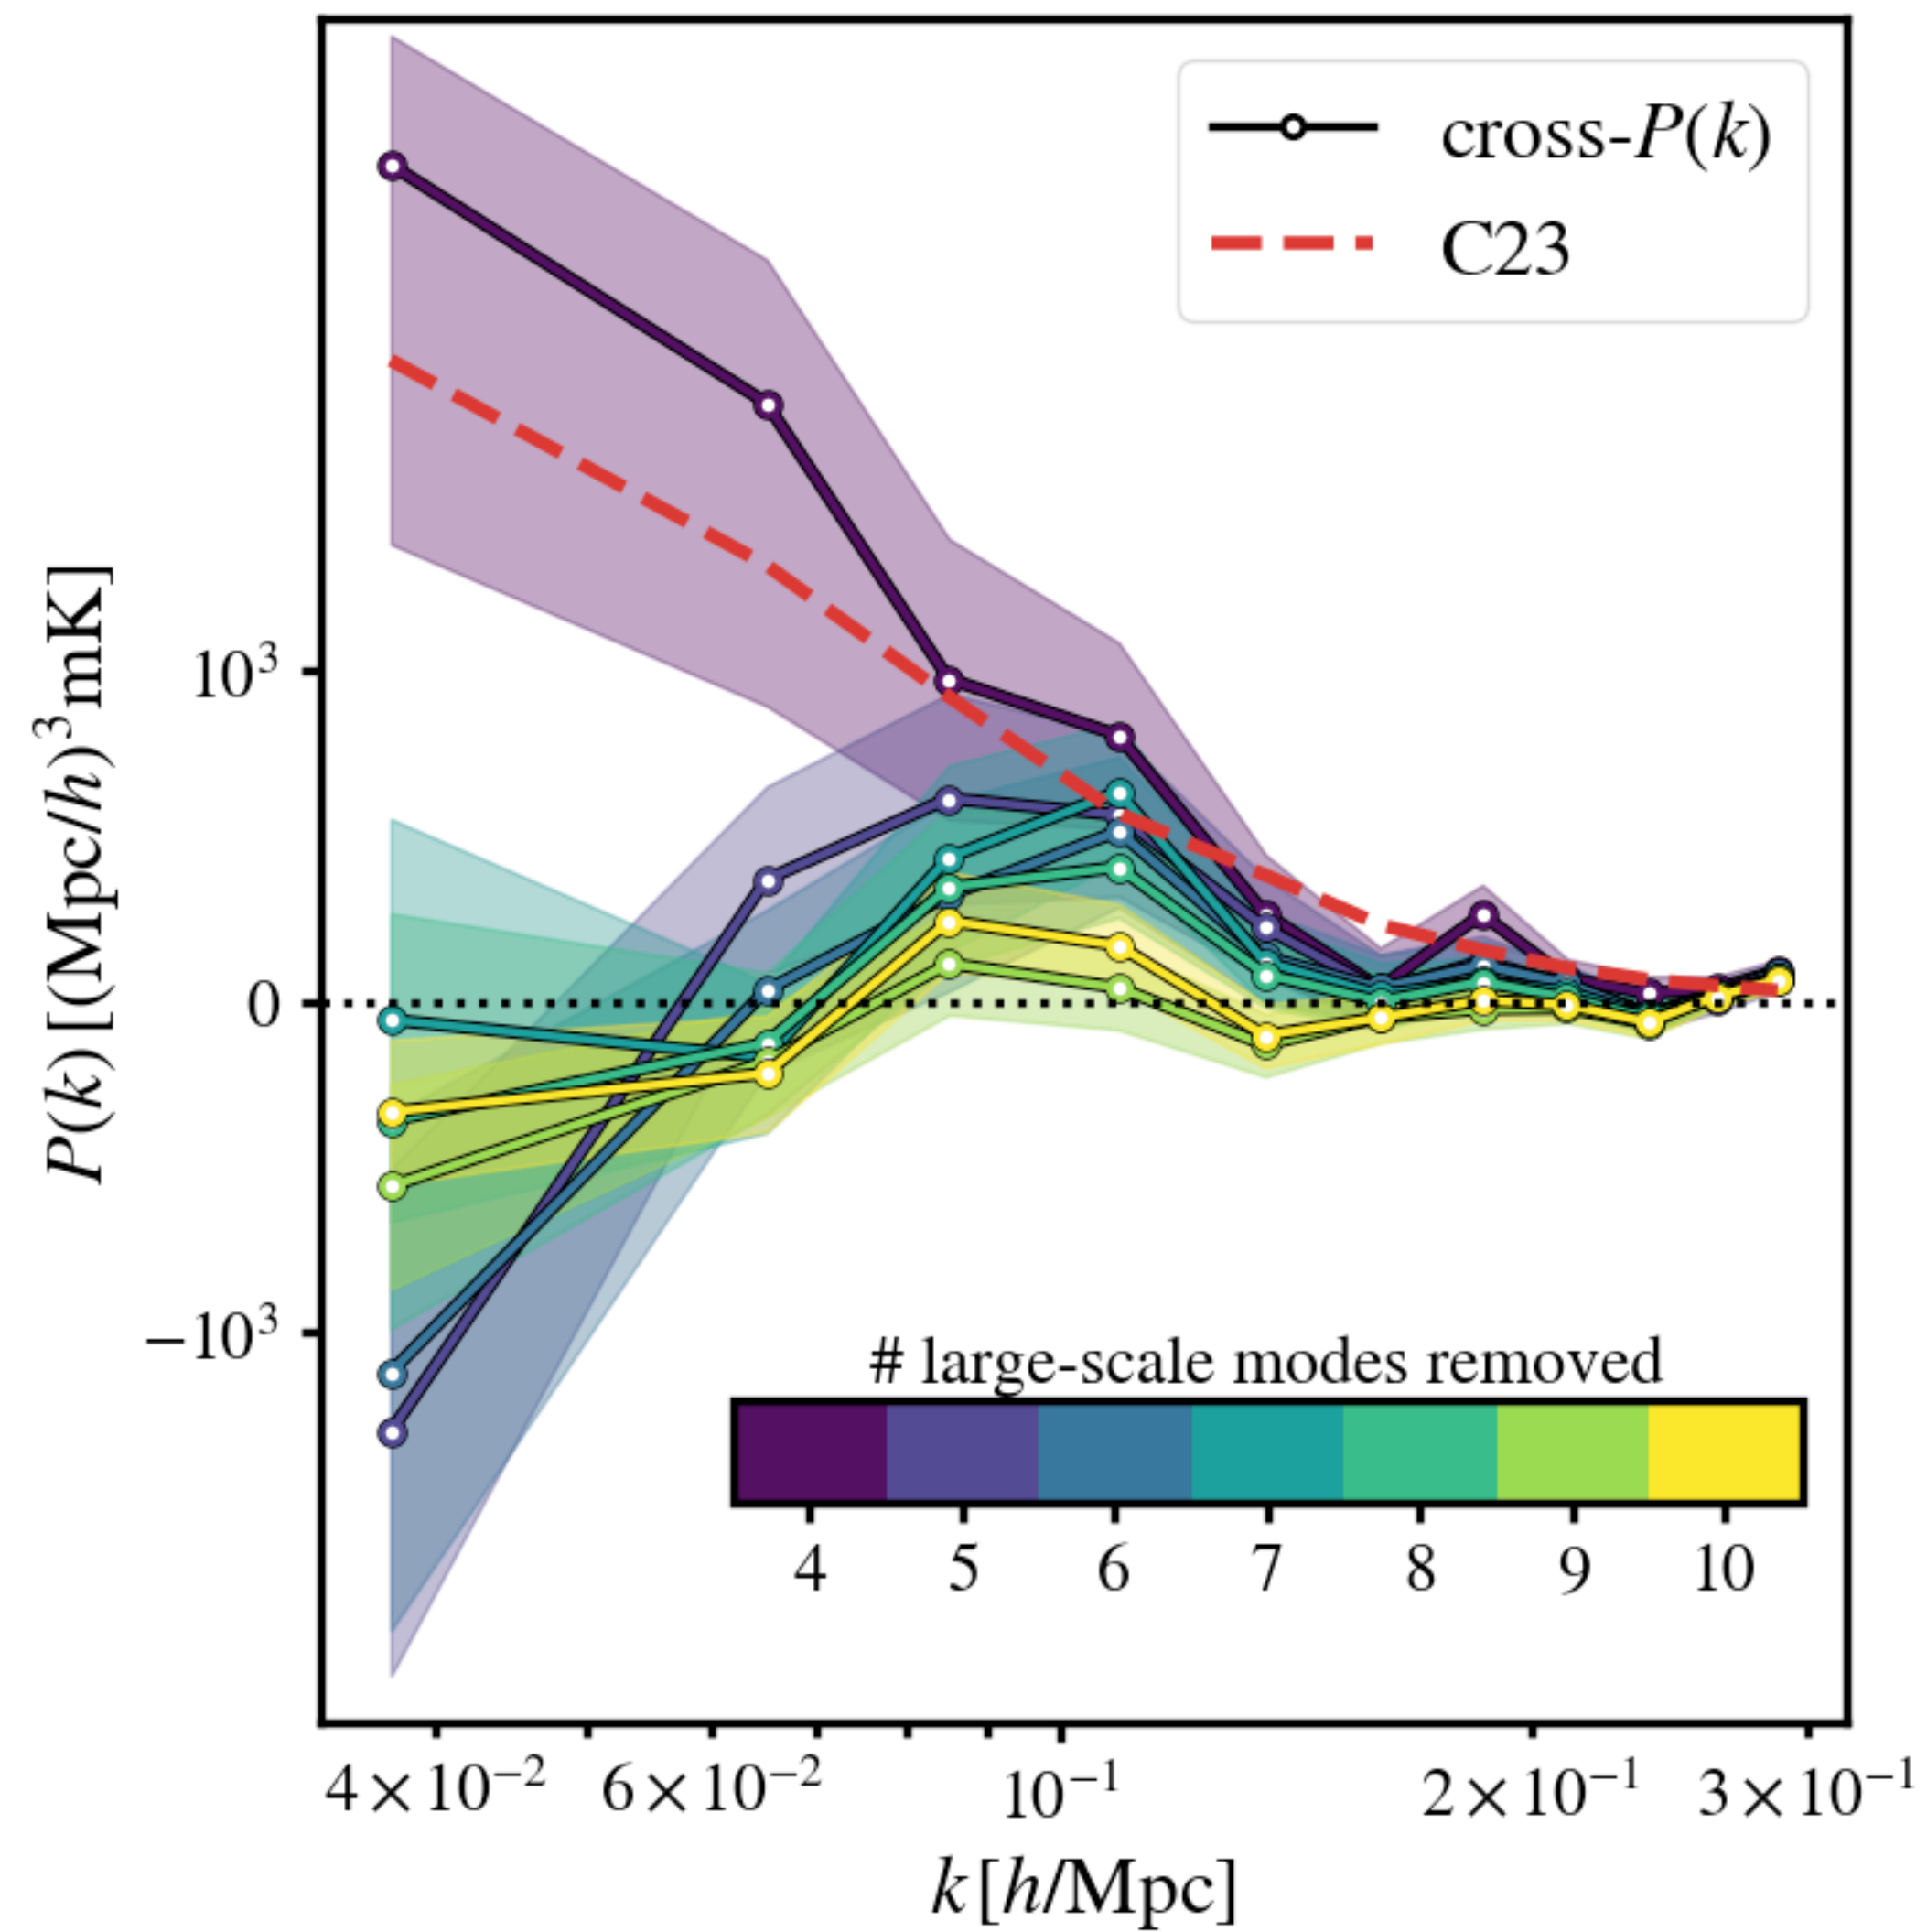 cross-P(k)
C23
P(k) [(Mpc/h)³mK]
10³
0
−10³
# large-scale modes removed
4 5 6 7 8 9 10
4×10⁻² 6×10⁻² 10⁻¹ 2×10⁻¹ 3×10⁻¹
k [h/Mpc]